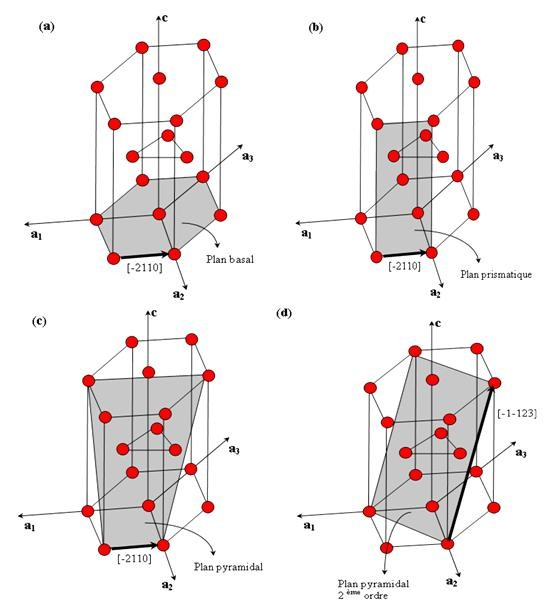 (a)
c
a3
a1
Plan basal
[-2110]
a2
(b)
c
a3
a1
Plan prismatique
[-2110]
a2
(c)
c
a3
a1
[-2110]
Plan pyramidal
a2
(d)
c
[-1-123]
a3
a1
Plan pyramidal
2 ème ordre
a2